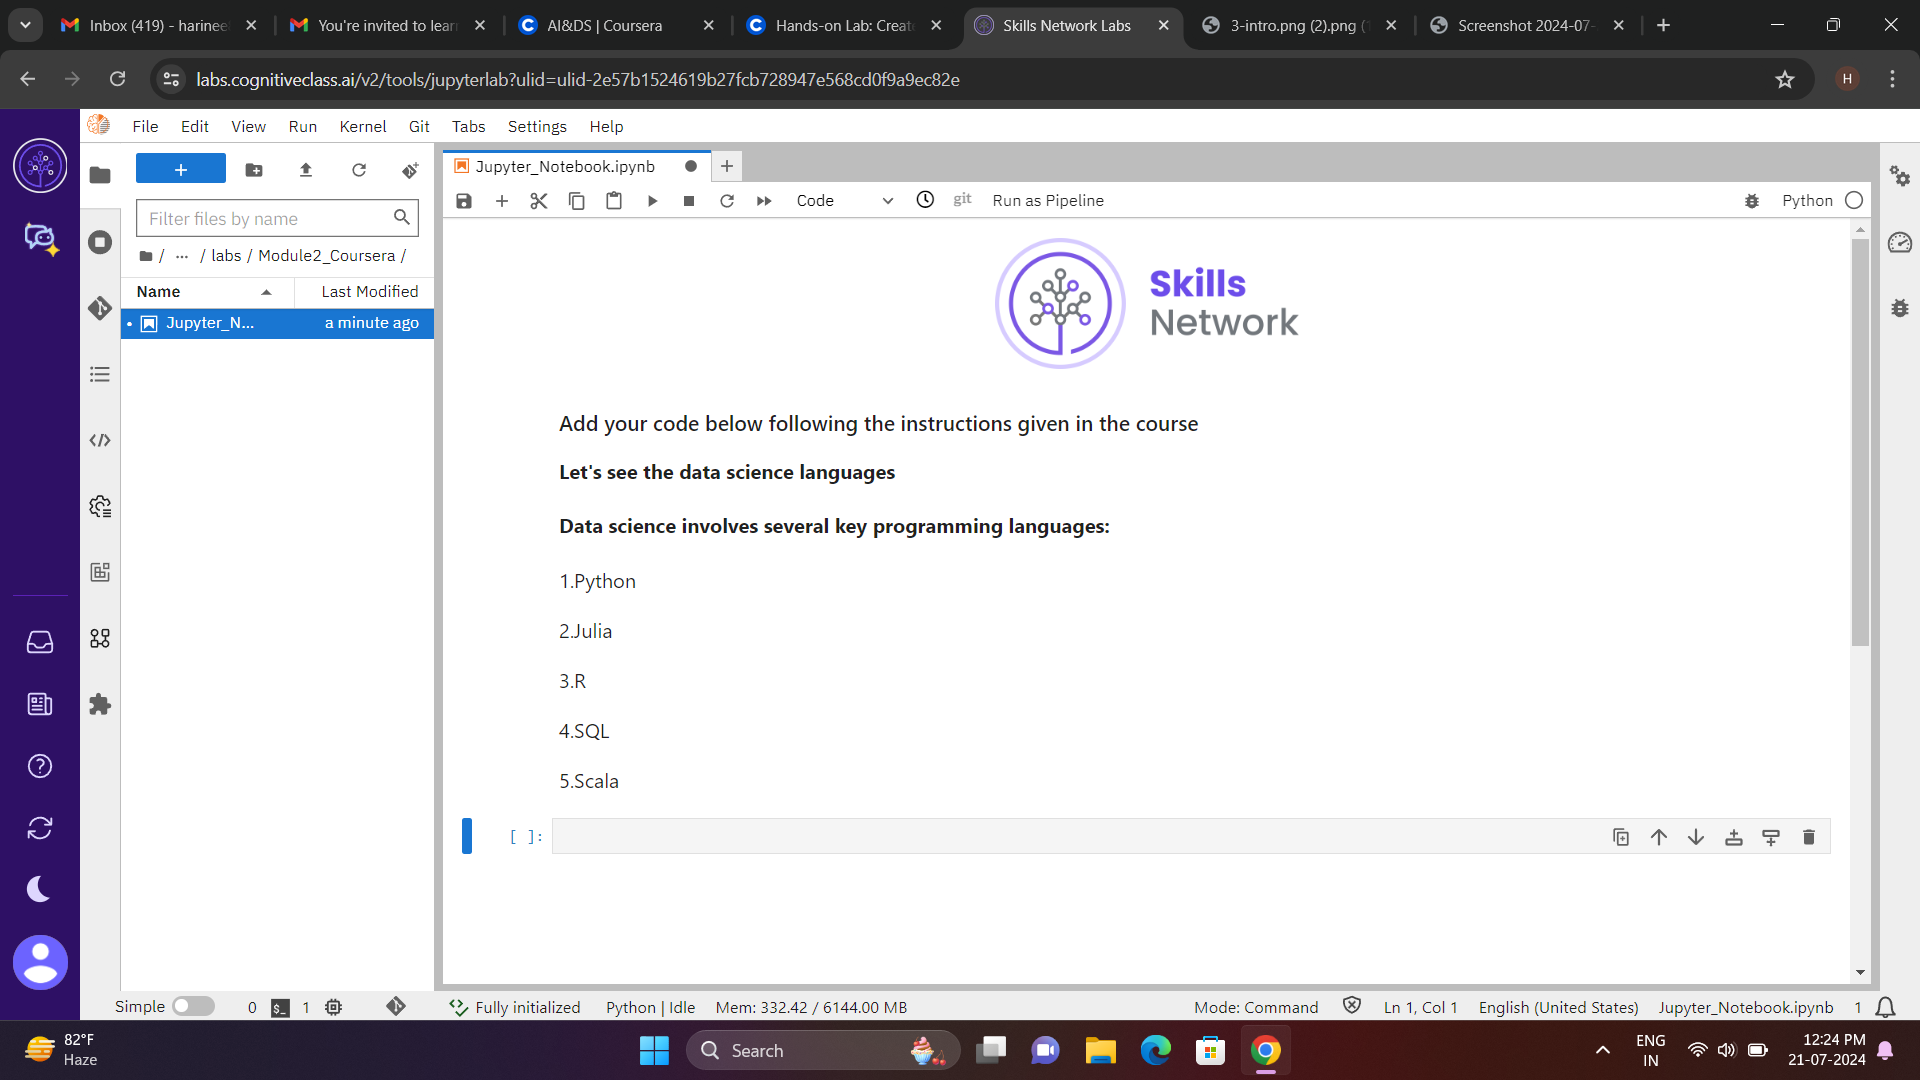 Inbox (419) - harinee
You're invited to lear
AI&DS | Coursera
Hands-on Lab: Creat
Skills Network Labs
3-intro.png (2).png (
Screenshot 2024-07-
labs.cognitiveclass.ai/v2/tools/jupyterlab?ulid=ulid-2e57b1524619b27fcb728947e568cd0f9a9ec82e
H
File Edit View Run Kernel Git Tabs Settings Help
Filter files by name
/ ... / labs / Module2_Coursera /
Name Last Modified
Jupyter_N... a minute ago
Jupyter_Notebook.ipynb
Code git Run as Pipeline Python
Skills
Network
Add your code below following the instructions given in the course
Let's see the data science languages
Data science involves several key programming languages:
1.Python
2.Julia
3.R
4.SQL
5.Scala
[ ]:
Simple 0 1 Fully initialized Python | Idle Mem: 332.42 / 6144.00 MB Mode: Command Ln 1, Col 1 English (United States) Jupyter_Notebook.ipynb 1
82°F
Haze
Search
ENG
IN
12:24 PM
21-07-2024